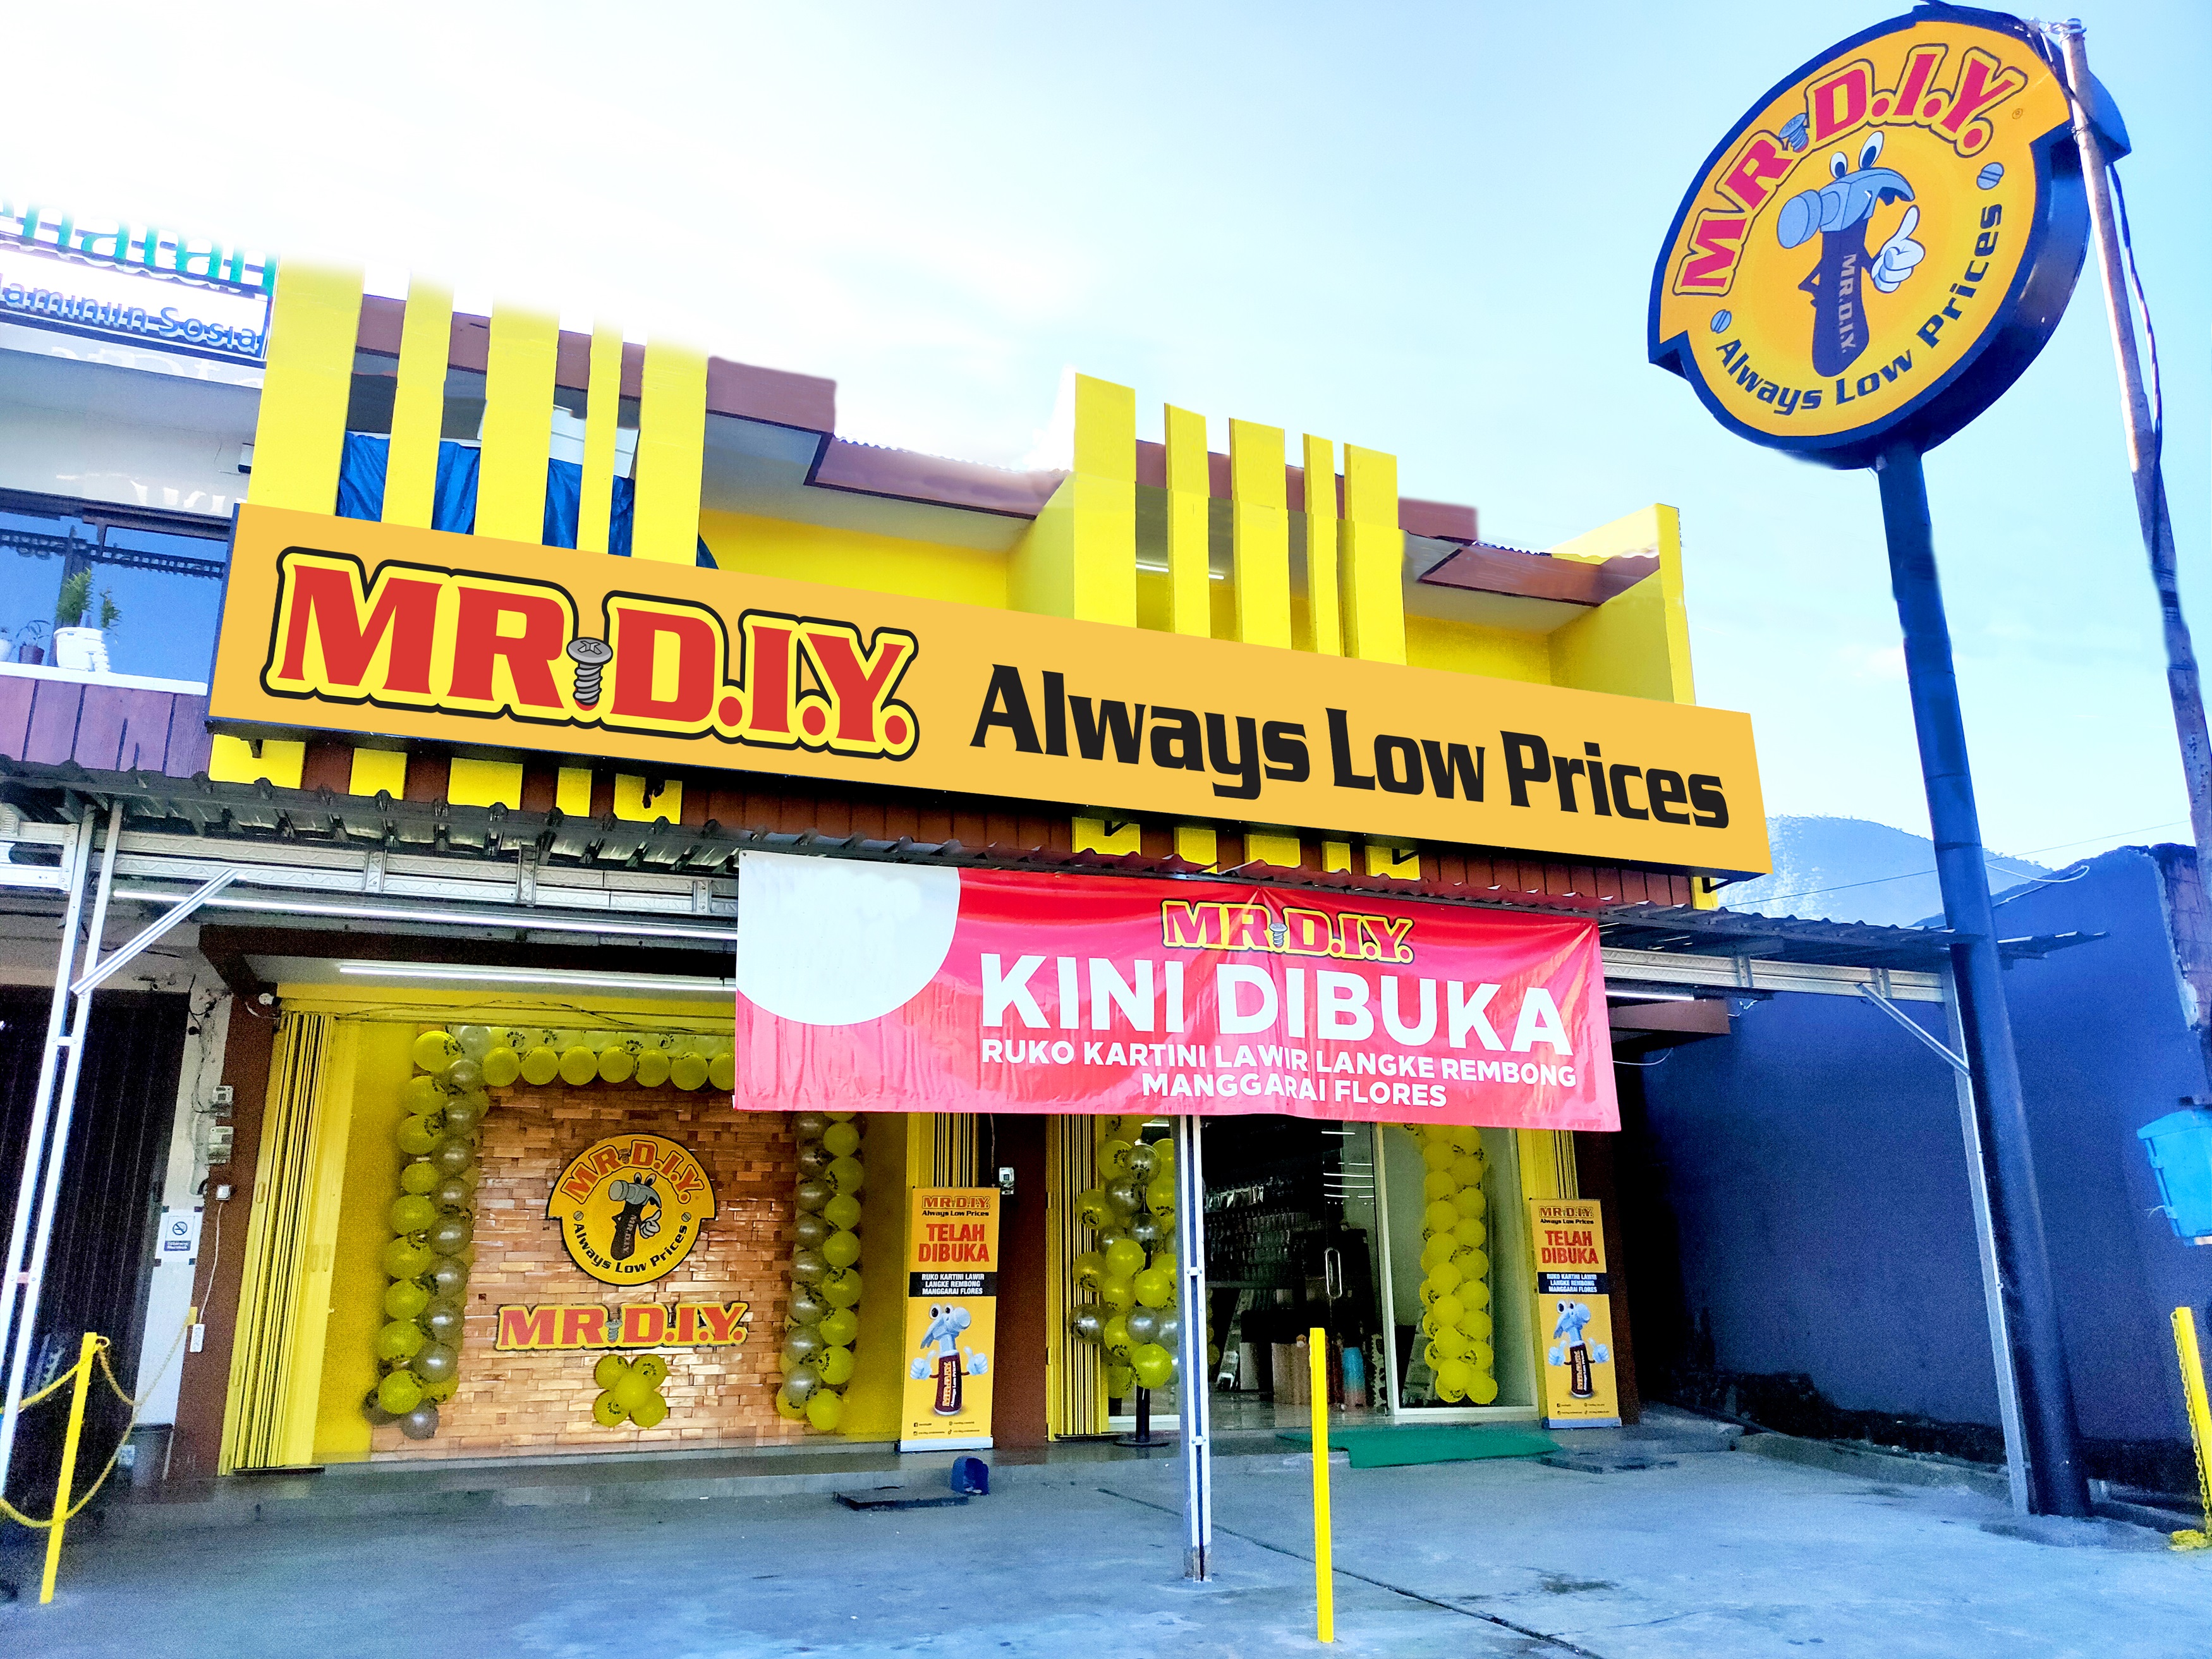 MR.D.I.Y.
MR.D.I.Y.
Always Low Prices
MR.D.I.Y. Always Low Prices
MR.D.I.Y.
KINI DIBUKA
RUKO KARTINI LAWIR LANGKE REMBONG
MANGGARAI FLORES
MR.D.I.Y.
Always Low Prices
MR.D.I.Y.
MR.D.I.Y.
Always Low Prices
TELAH
DIBUKA
RUKO KARTINI LAWIR
LANGKE REMBONG
MANGGARAI FLORES
MR.D.I.Y.
Always Low Prices
TELAH
DIBUKA
RUKO KARTINI LAWIR
LANGKE REMBONG
MANGGARAI FLORES